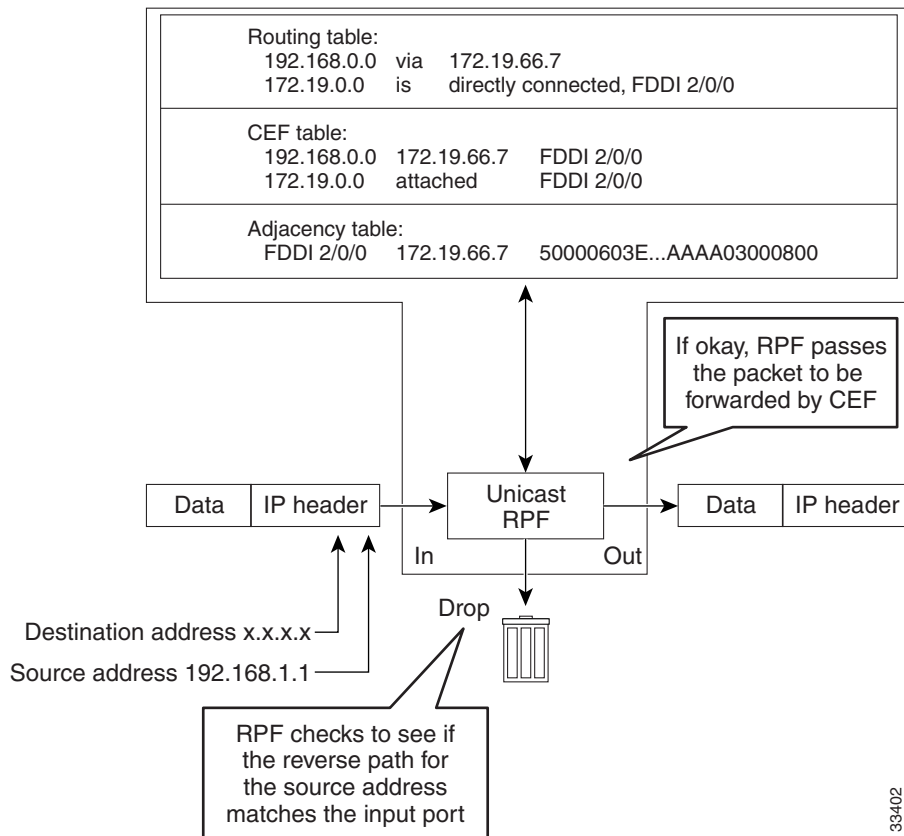 Routing table:
192.168.0.0 via 172.19.66.7
172.19.0.0 is directly connected, FDDI 2/0/0
CEF table:
192.168.0.0 172.19.66.7 FDDI 2/0/0
172.19.0.0 attached FDDI 2/0/0
Adjacency table:
FDDI 2/0/0 172.19.66.7 50000603E...AAAA03000800
If okay, RPF passes
the packet to be
forwarded by CEF
Data IP header
Unicast
RPF
Data IP header
In
Out
Drop
Destination address x.x.x.x
Source address 192.168.1.1
RPF checks to see if
the reverse path for
the source address
matches the input port
33402